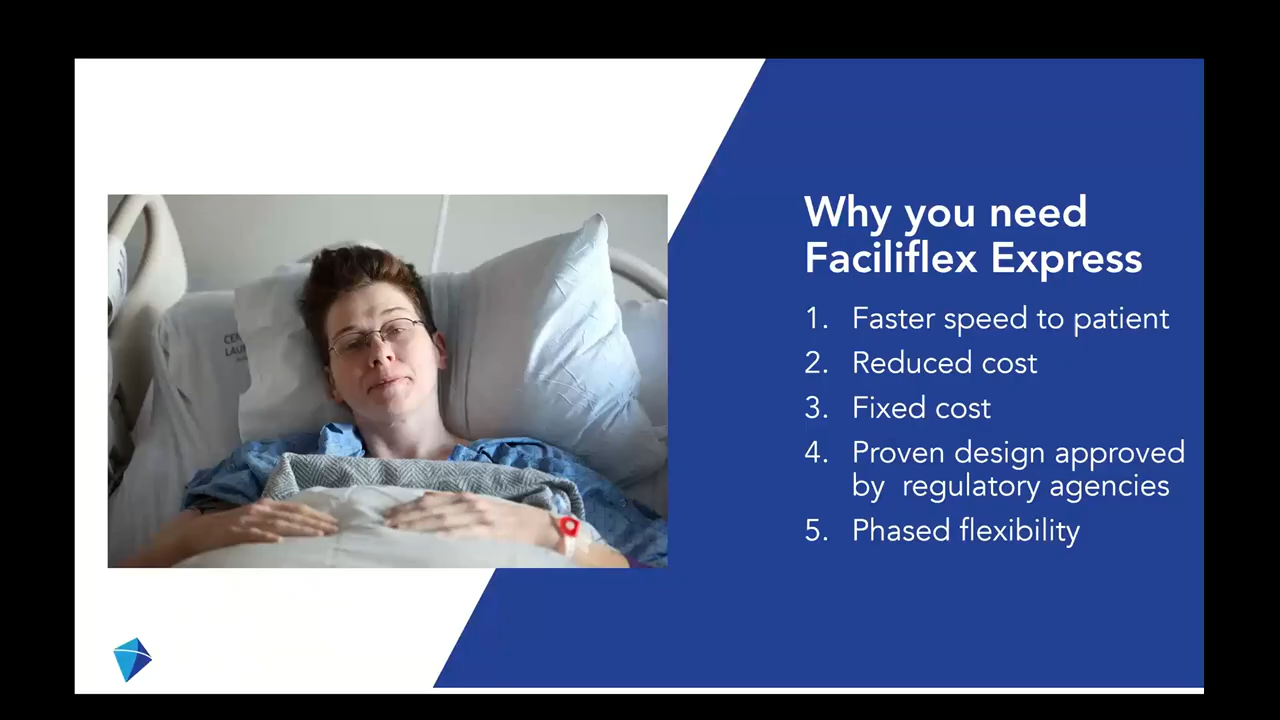 Why you need
Faciliflex Express
1. Faster speed to patient
2. Reduced cost
3. Fixed cost
4. Proven design approved
by regulatory agencies
5. Phased flexibility